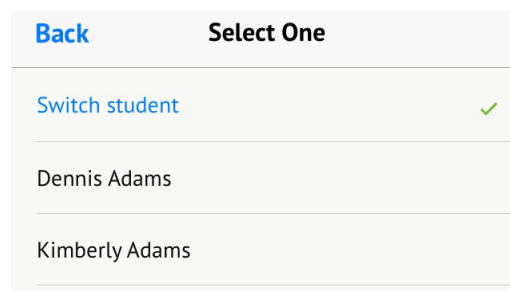 Back Select One
Switch student
Dennis Adams
Kimberly Adams